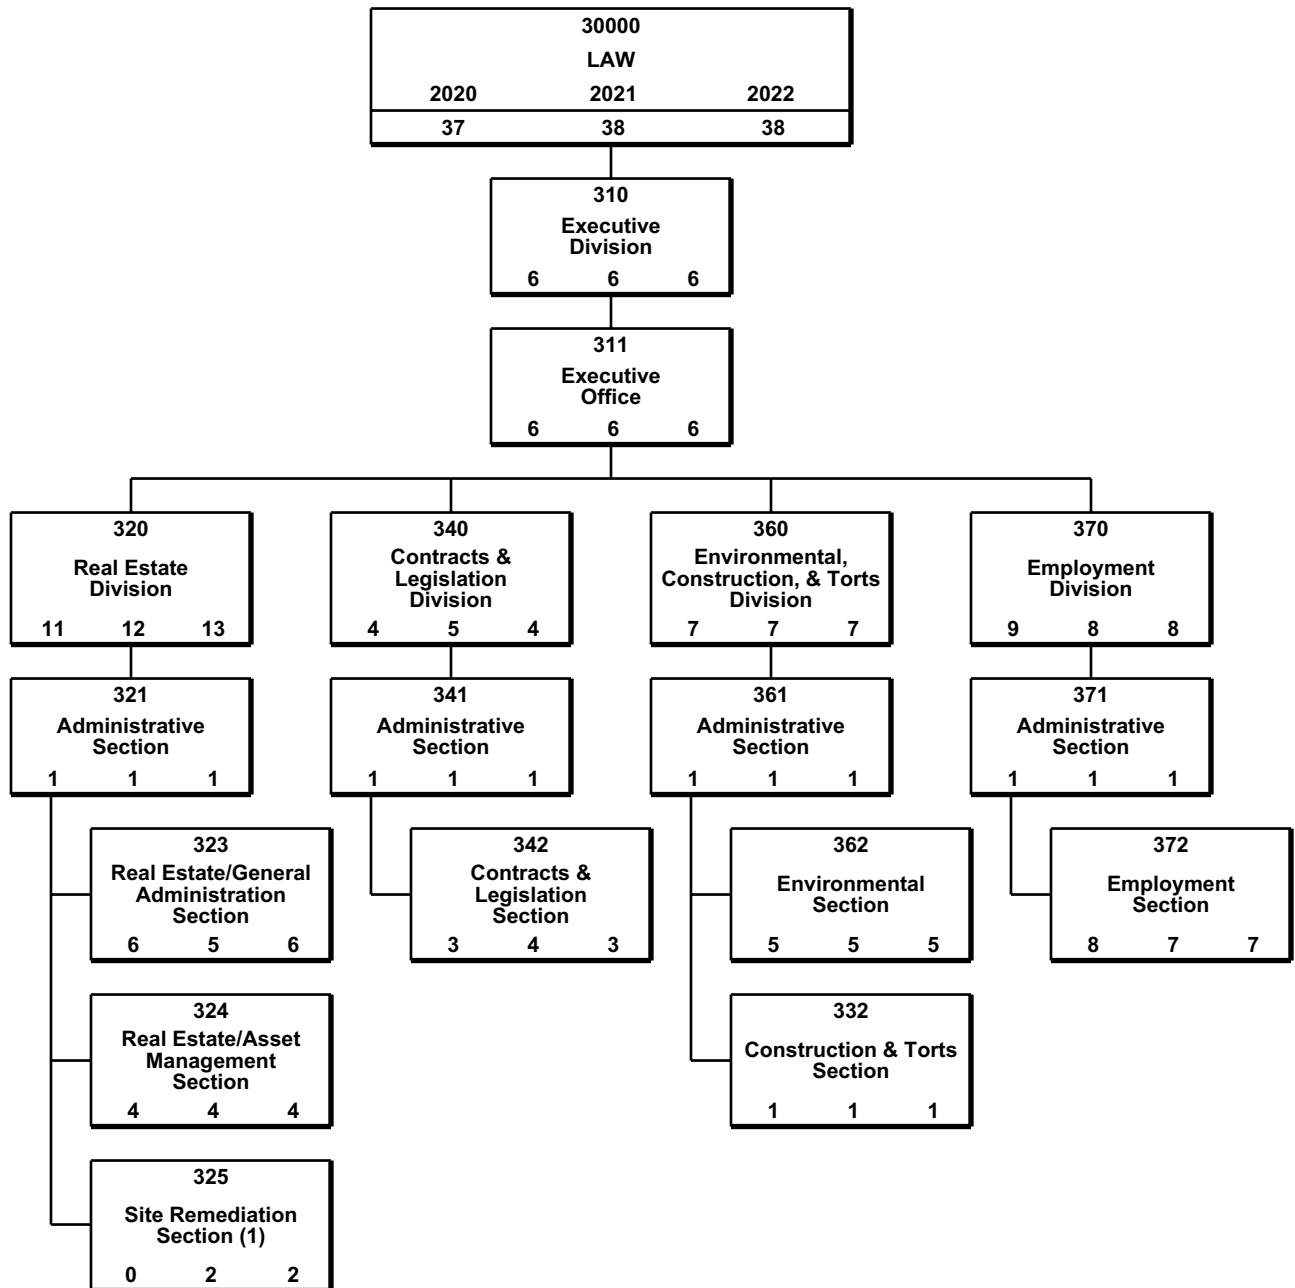 30000
LAW
2020 2021 2022
37 38 38
310
Executive
Division
6 6 6
311
Executive
Office
6 6 6
320
Real Estate
Division
11 12 13
340
Contracts &
Legislation
Division
4 5 4
360
Environmental,
Construction, & Torts
Division
7 7 7
370
Employment
Division
9 8 8
321
Administrative
Section
1 1 1
341
Administrative
Section
1 1 1
361
Administrative
Section
1 1 1
371
Administrative
Section
1 1 1
323
Real Estate/General
Administration
Section
6 5 6
342
Contracts &
Legislation
Section
3 4 3
362
Environmental
Section
5 5 5
372
Employment
Section
8 7 7
324
Real Estate/Asset
Management
Section
4 4 4
332
Construction & Torts
Section
1 1 1
325
Site Remediation
Section (1)
0 2 2